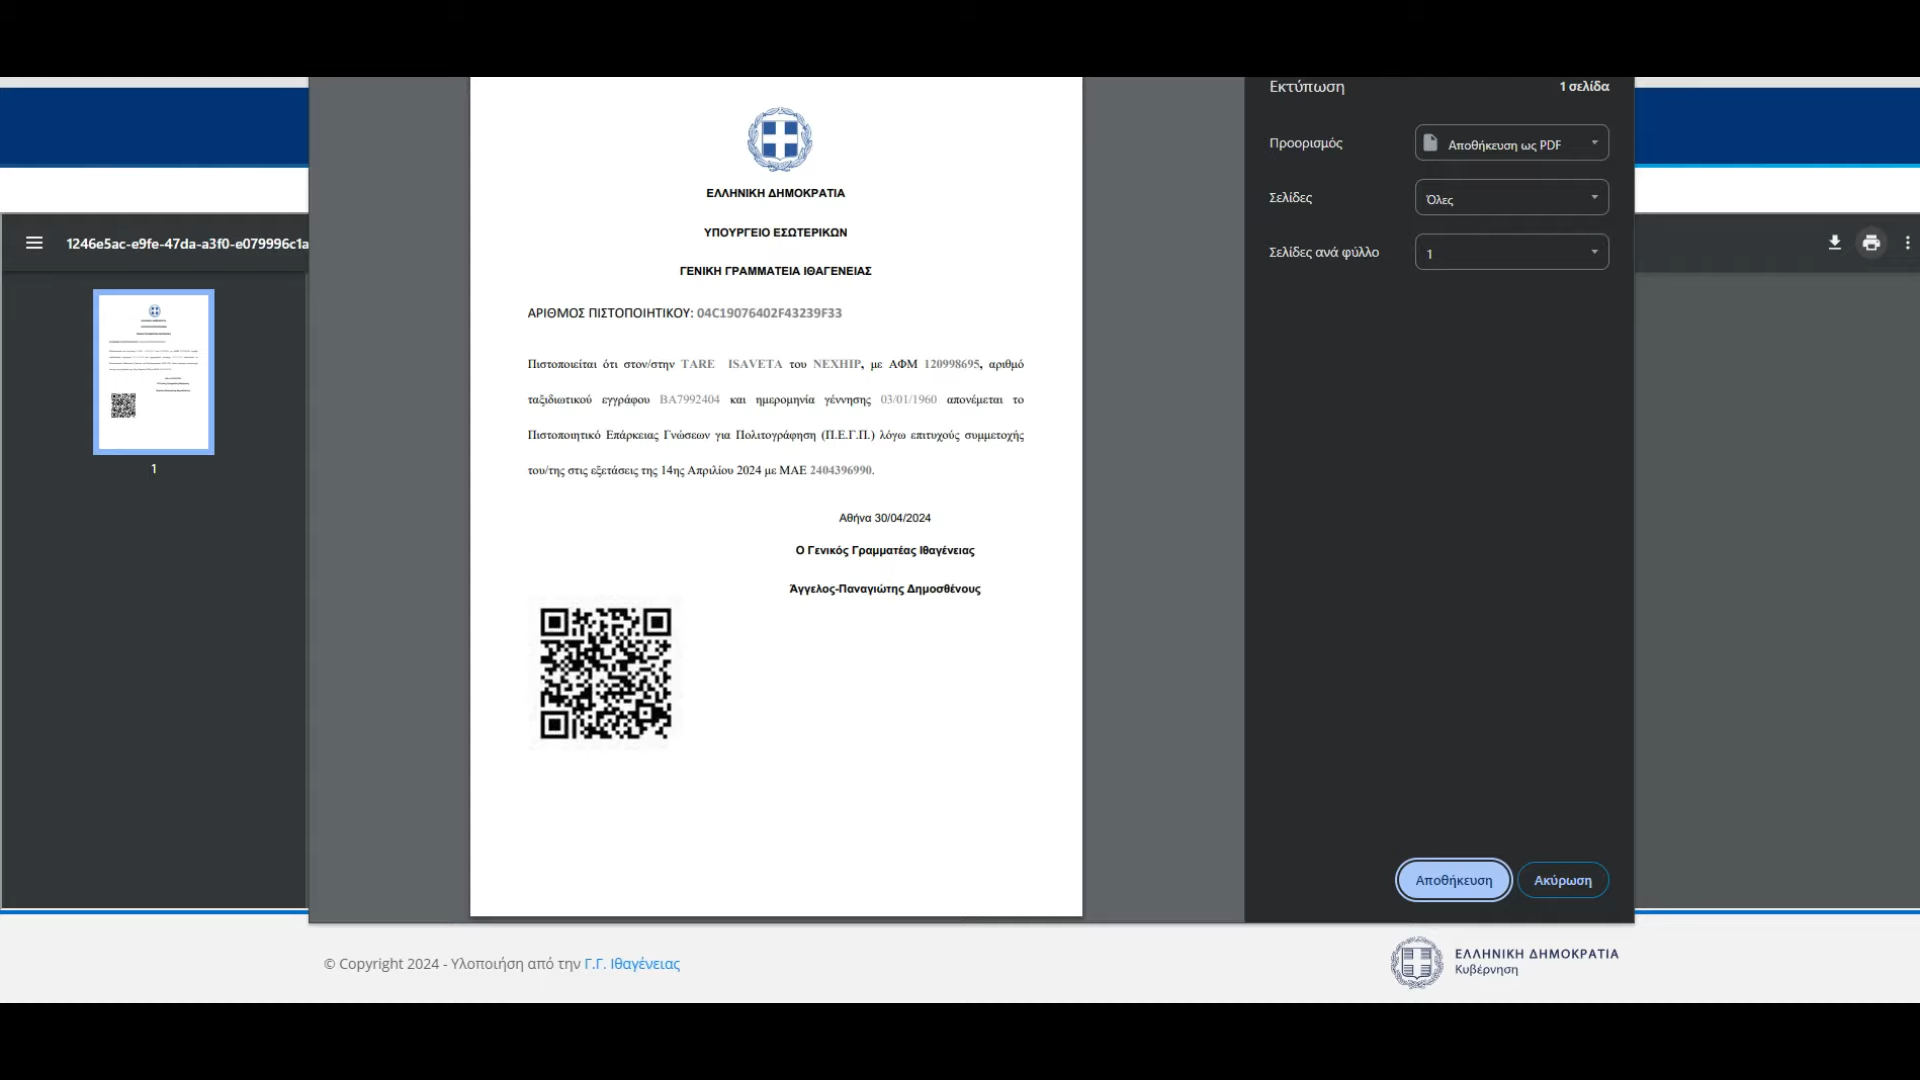 Εκτύπωση
1 σελίδα
Προορισμός
Αποθήκευση ως PDF
Σελίδες
Όλες
Σελίδες ανά φύλλο
1
1246e5ac-e9fe-47da-a3f0-e079996c1a
1
ΕΛΛΗΝΙΚΗ ΔΗΜΟΚΡΑΤΙΑ
ΥΠΟΥΡΓΕΙΟ ΕΣΩΤΕΡΙΚΩΝ
ΓΕΝΙΚΗ ΓΡΑΜΜΑΤΕΙΑ ΙΘΑΓΕΝΕΙΑΣ
ΑΡΙΘΜΟΣ ΠΙΣΤΟΠΟΙΗΤΙΚΟΥ: 04C19076402F43239F33
Πιστοποιείται ότι στον/στην TARE ISAVETA του NEXHIP, με ΑΦΜ 120998695, αριθμό
ταξιδιωτικού εγγράφου BA7992404 και ημερομηνία γέννησης 03/01/1960 απονέμεται το
Πιστοποιητικό Επάρκειας Γνώσεων για Πολιτογράφηση (Π.Ε.Γ.Π.) λόγω επιτυχούς συμμετοχής
του/της στις εξετάσεις της 14ης Απριλίου 2024 με ΜΑΕ 2404396990.
Αθήνα 30/04/2024
Ο Γενικός Γραμματέας Ιθαγένειας
Άγγελος-Παναγιώτης Δημοσθένους
Αποθήκευση
Ακύρωση
© Copyright 2024 - Υλοποίηση από την Γ.Γ. Ιθαγένειας
ΕΛΛΗΝΙΚΗ ΔΗΜΟΚΡΑΤΙΑ
Κυβέρνηση